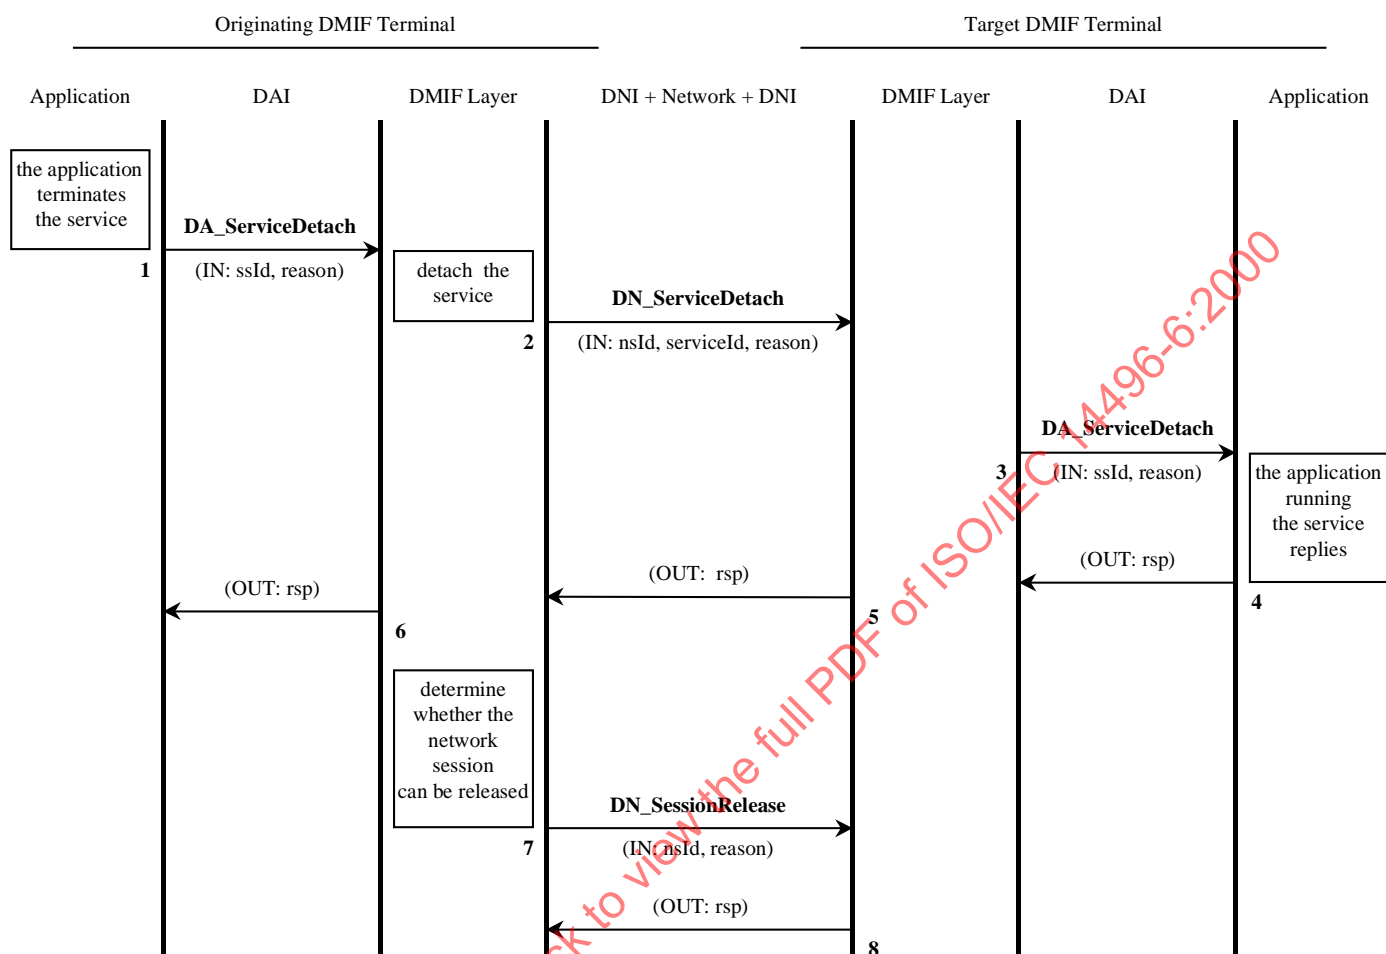 Originating DMIF Terminal
Target DMIF Terminal
Application
DAI
DMIF Layer
DNI + Network + DNI
DMIF Layer
DAI
Application
the application
terminates
the service
DA_ServiceDetach
1
(IN: ssId, reason)
detach the
service
DN_ServiceDetach
2
(IN: nsId, serviceId, reason)
DA_ServiceDetach
3
(IN: ssId, reason)
the application
running
the service
replies
(OUT: rsp)
4
(OUT: rsp)
5
(OUT: rsp)
6
determine
whether the
network
session
can be released
DN_SessionRelease
7
(IN: nsId, reason)
(OUT: rsp)
8
to view the full PDF of ISO/IEC 14496-6:2000